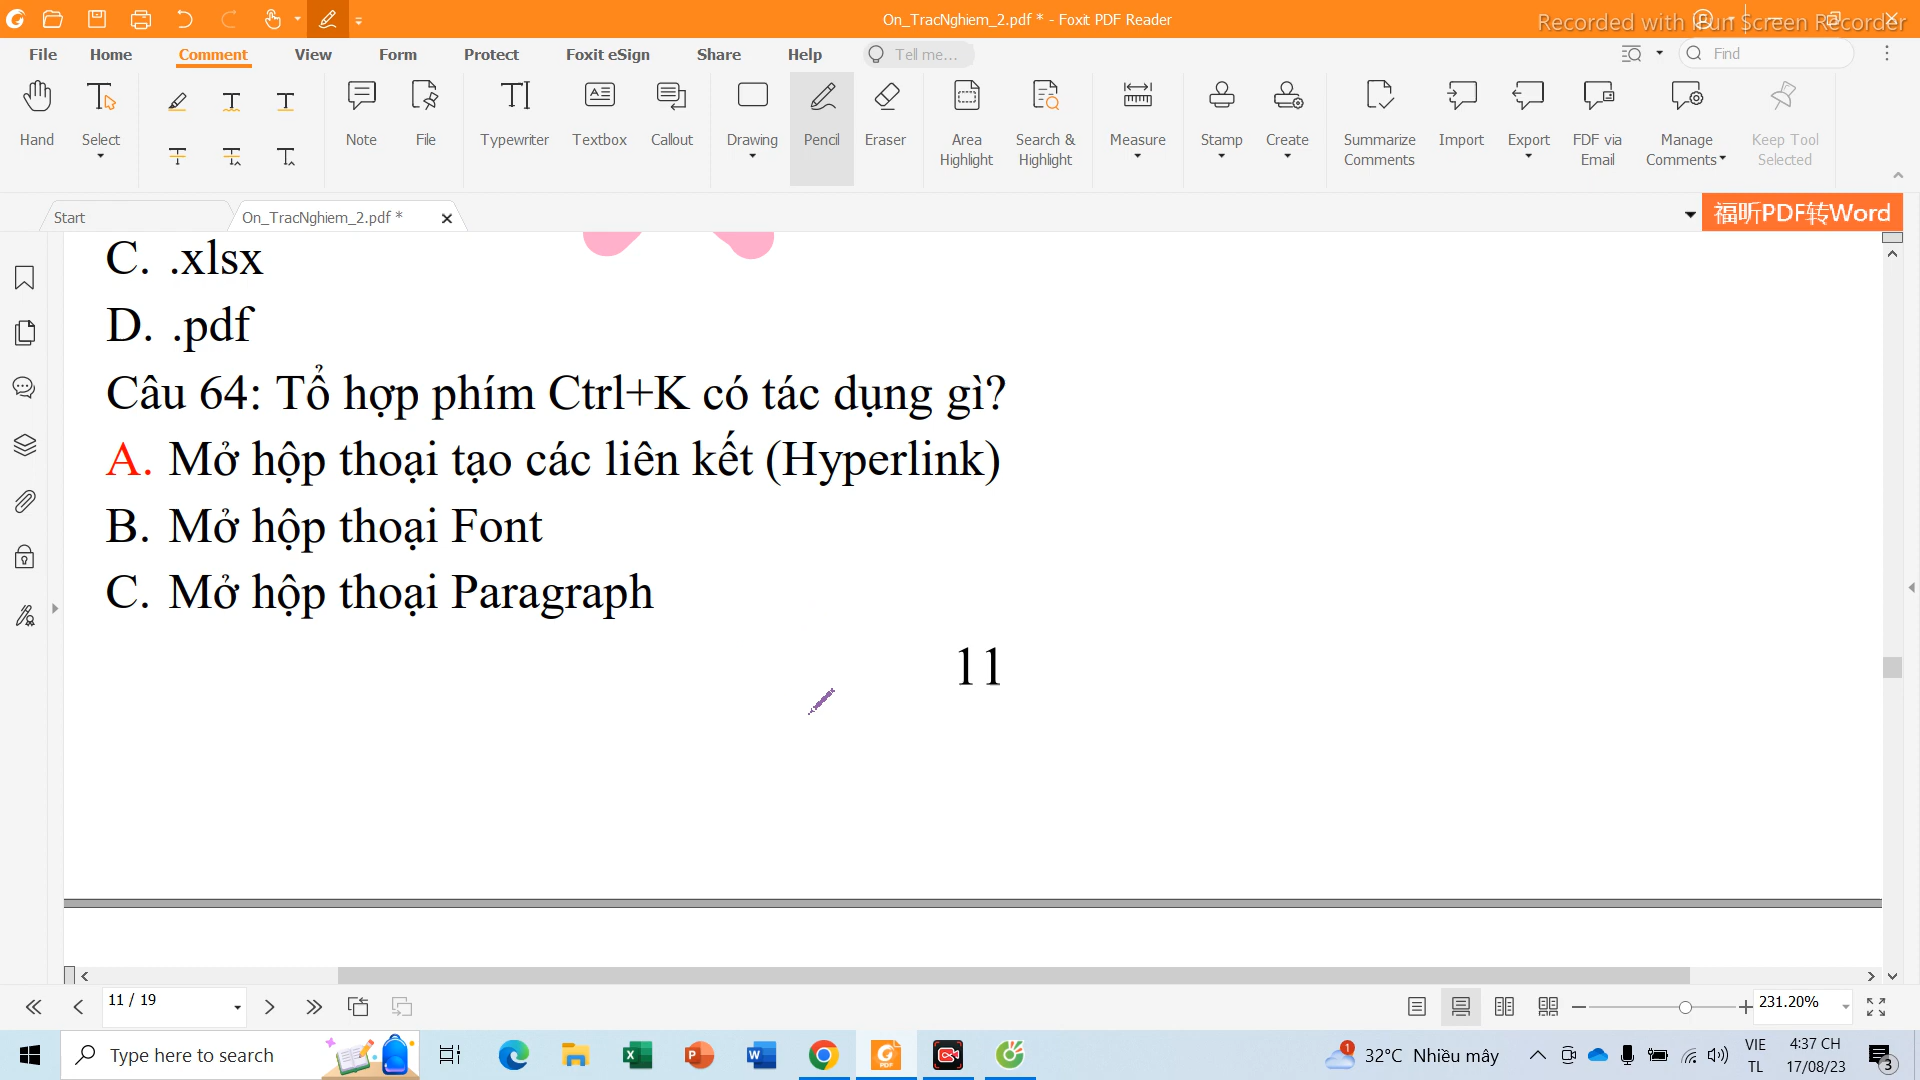 On_TracNghiem_2.pdf * - Foxit PDF Reader
File Home Comment View Form Protect Foxit eSign Share Help Tell me... Find
Hand Select Note File Typewriter Textbox Callout Drawing Pencil Eraser Area Highlight Search & Highlight Measure Stamp Create Summarize Comments Import Export FDF via Email Manage Comments Keep Tool Selected
Start On_TracNghiem_2.pdf * 福昕PDF转Word
C. .xlsx
D. .pdf
Câu 64: Tổ hợp phím Ctrl+K có tác dụng gì?
A. Mở hộp thoại tạo các liên kết (Hyperlink)
B. Mở hộp thoại Font
C. Mở hộp thoại Paragraph
11
11 / 19 231.20%
Type here to search 32°C Nhiều mây VIE TL 4:37 CH 17/08/23 3